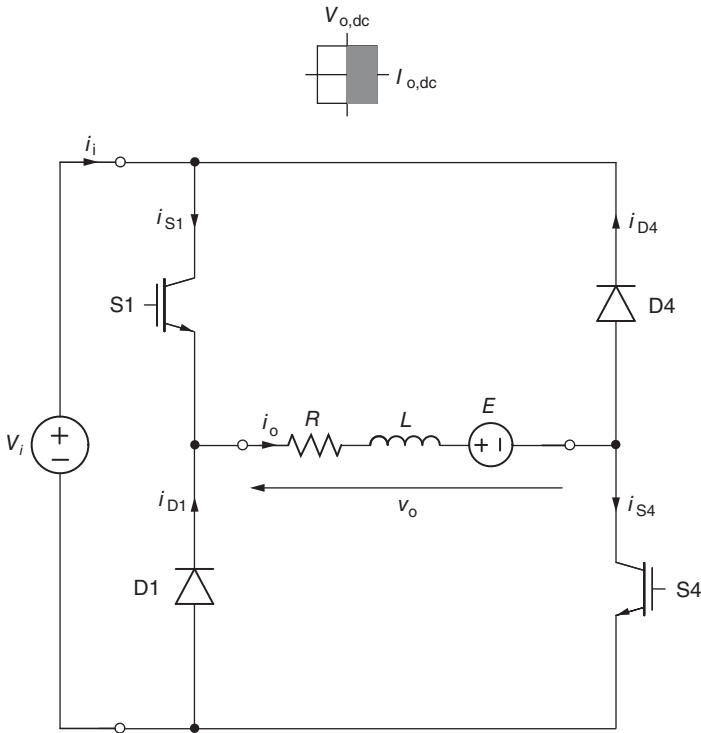 V o,dc
I o,dc
i i
i S1
i D4
S1
D4
V i
+
−
i o
R
L
E
+ −
i D1
v o
i S4
D1
S4